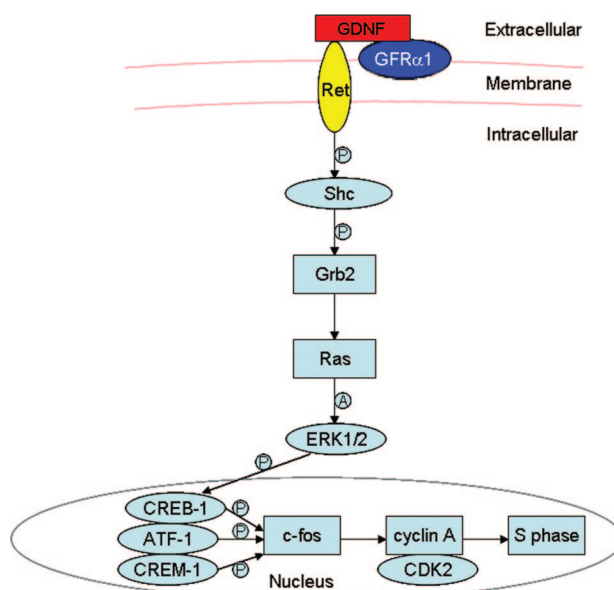 GDNF
Extracellular
GFRα1
Membrane
Ret
Intracellular
P
Shc
P
Grb2
Ras
A
ERK1/2
P
CREB-1
P
ATF-1
P
c-fos
cyclin A
S phase
CREM-1
P
CDK2
Nucleus